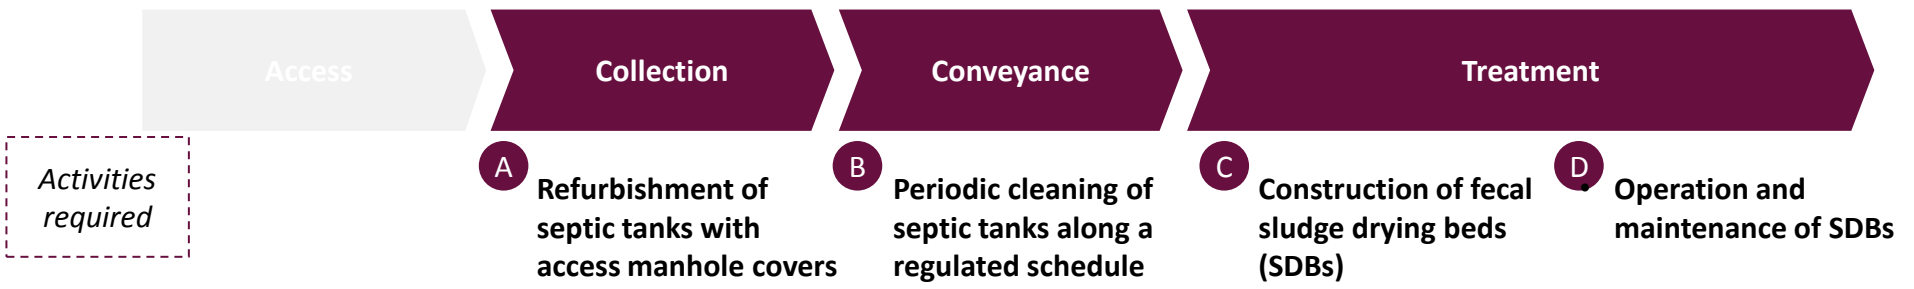 Access
Collection
Conveyance
Treatment
Activities
required
A
Refurbishment of
septic tanks with
access manhole covers
B
Periodic cleaning of
septic tanks along a
regulated schedule
C
Construction of fecal
sludge drying beds
(SDBs)
D
• Operation and
maintenance of SDBs